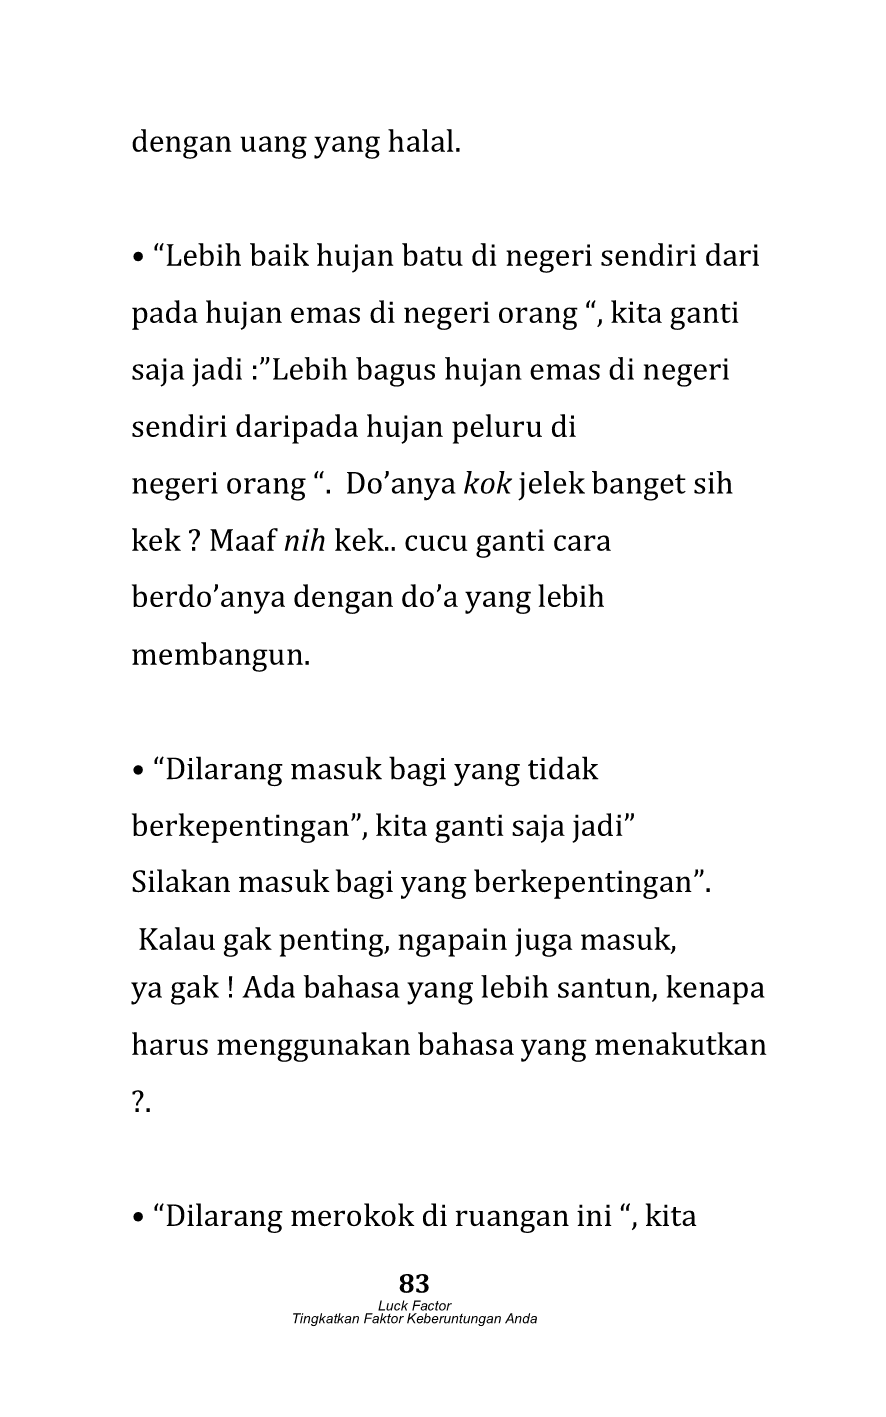 dengan uang yang halal.
• “Lebih baik hujan batu di negeri sendiri dari
pada hujan emas di negeri orang “, kita ganti
saja jadi :”Lebih bagus hujan emas di negeri
sendiri daripada hujan peluru di
negeri orang “. Do’anya kok jelek banget sih
kek ? Maaf nih kek.. cucu ganti cara
berdo’anya dengan do’a yang lebih
membangun.
• “Dilarang masuk bagi yang tidak
berkepentingan”, kita ganti saja jadi”
Silakan masuk bagi yang berkepentingan”.
Kalau gak penting, ngapain juga masuk,
ya gak ! Ada bahasa yang lebih santun, kenapa
harus menggunakan bahasa yang menakutkan
?.
• “Dilarang merokok di ruangan ini “, kita
83
Luck Factor
Tingkatkan Faktor Keberuntungan Anda